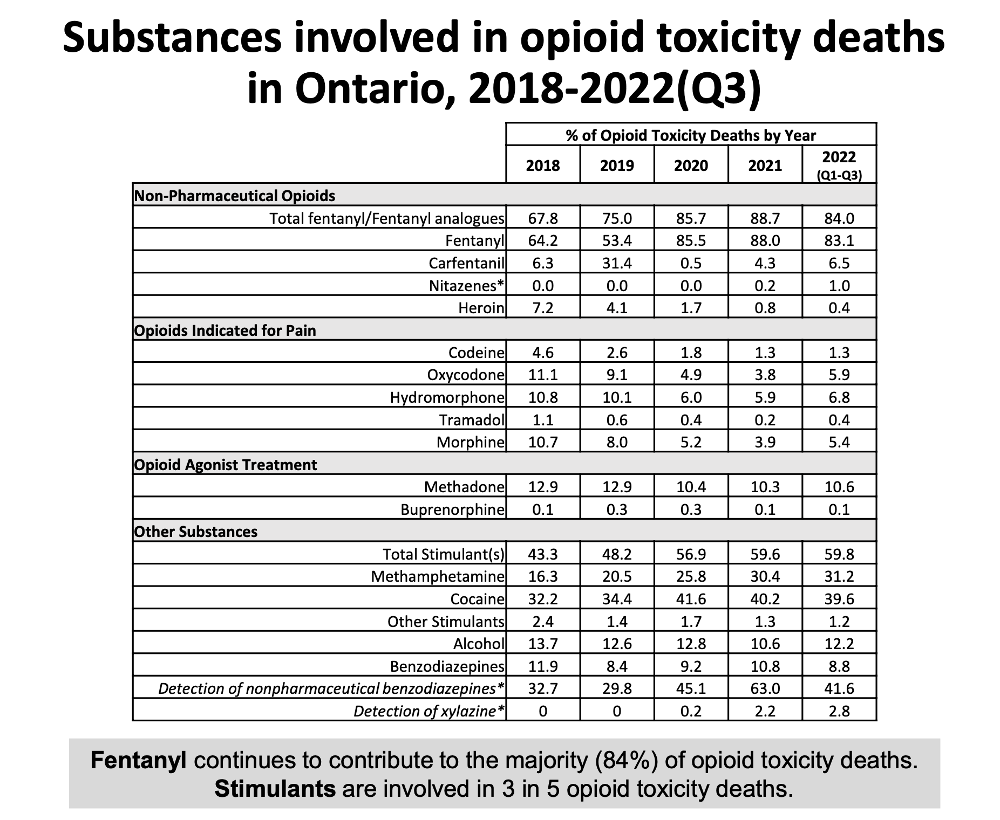 Substances involved in opioid toxicity deaths
in Ontario, 2018-2022(Q3)
% of Opioid Toxicity Deaths by Year
2018 2019 2020 2021 2022
(Q1-Q3)
Non-Pharmaceutical Opioids
Total fentanyl/Fentanyl analogues 67.8 75.0 85.7 88.7 84.0
Fentanyl 64.2 53.4 85.5 88.0 83.1
Carfentanil 6.3 31.4 0.5 4.3 6.5
Nitazenes* 0.0 0.0 0.0 0.2 1.0
Heroin 7.2 4.1 1.7 0.8 0.4
Opioids Indicated for Pain
Codeine 4.6 2.6 1.8 1.3 1.3
Oxycodone 11.1 9.1 4.9 3.8 5.9
Hydromorphone 10.8 10.1 6.0 5.9 6.8
Tramadol 1.1 0.6 0.4 0.2 0.4
Morphine 10.7 8.0 5.2 3.9 5.4
Opioid Agonist Treatment
Methadone 12.9 12.9 10.4 10.3 10.6
Buprenorphine 0.1 0.3 0.3 0.1 0.1
Other Substances
Total Stimulant(s) 43.3 48.2 56.9 59.6 59.8
Methamphetamine 16.3 20.5 25.8 30.4 31.2
Cocaine 32.2 34.4 41.6 40.2 39.6
Other Stimulants 2.4 1.4 1.7 1.3 1.2
Alcohol 13.7 12.6 12.8 10.6 12.2
Benzodiazepines 11.9 8.4 9.2 10.8 8.8
Detection of nonpharmaceutical benzodiazepines* 32.7 29.8 45.1 63.0 41.6
Detection of xylazine* 0 0 0.2 2.2 2.8
Fentanyl continues to contribute to the majority (84%) of opioid toxicity deaths.
Stimulants are involved in 3 in 5 opioid toxicity deaths.